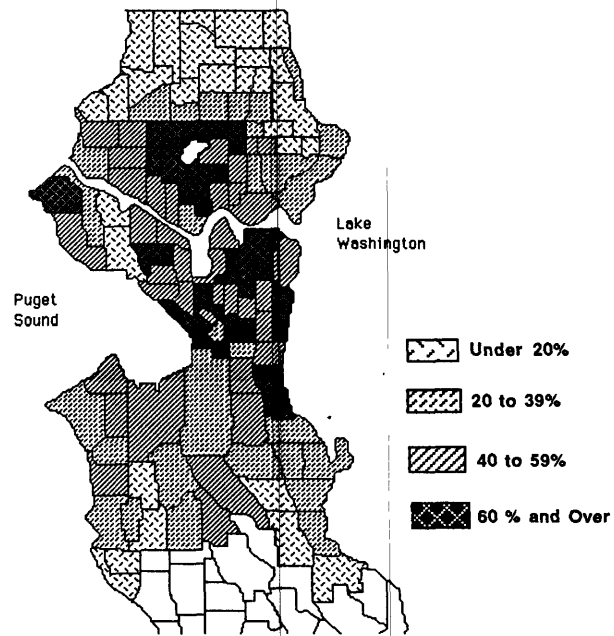 Lake
Washington
Puget
Sound
Under 20%
20 to 39%
40 to 59%
60 % and Over